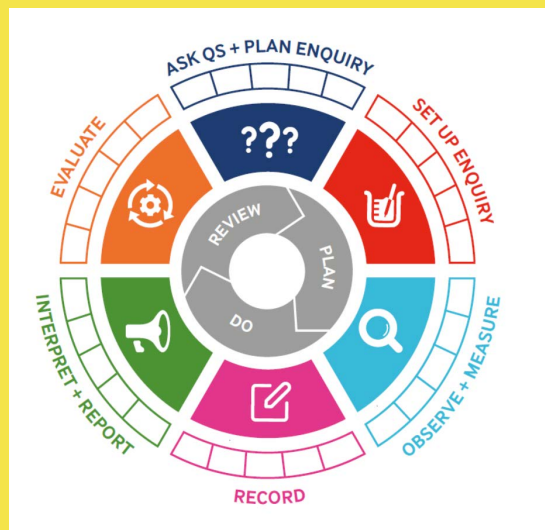 ASK QS + PLAN ENQUIRY
SET UP ENQUIRY
OBSERVE + MEASURE
RECORD
INTERPRET + REPORT
EVALUATE
???
PLAN
DO
REVIEW